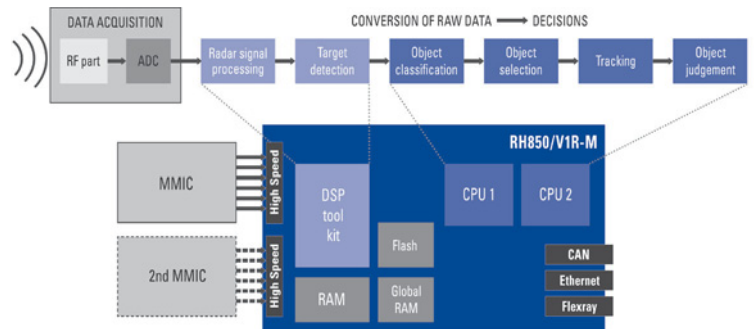 DATA ACQUISITION
CONVERSION OF RAW DATA
DECISIONS
RF part
ADC
Radar signal
processing
Target
detection
Object
classification
Object
selection
Tracking
Object
judgement
RH850/V1R-M
MMIC
High Speed
DSP
tool
kit
CPU 1
CPU 2
Flash
2nd MMIC
High Speed
RAM
Global
RAM
CAN
Ethernet
Flexray